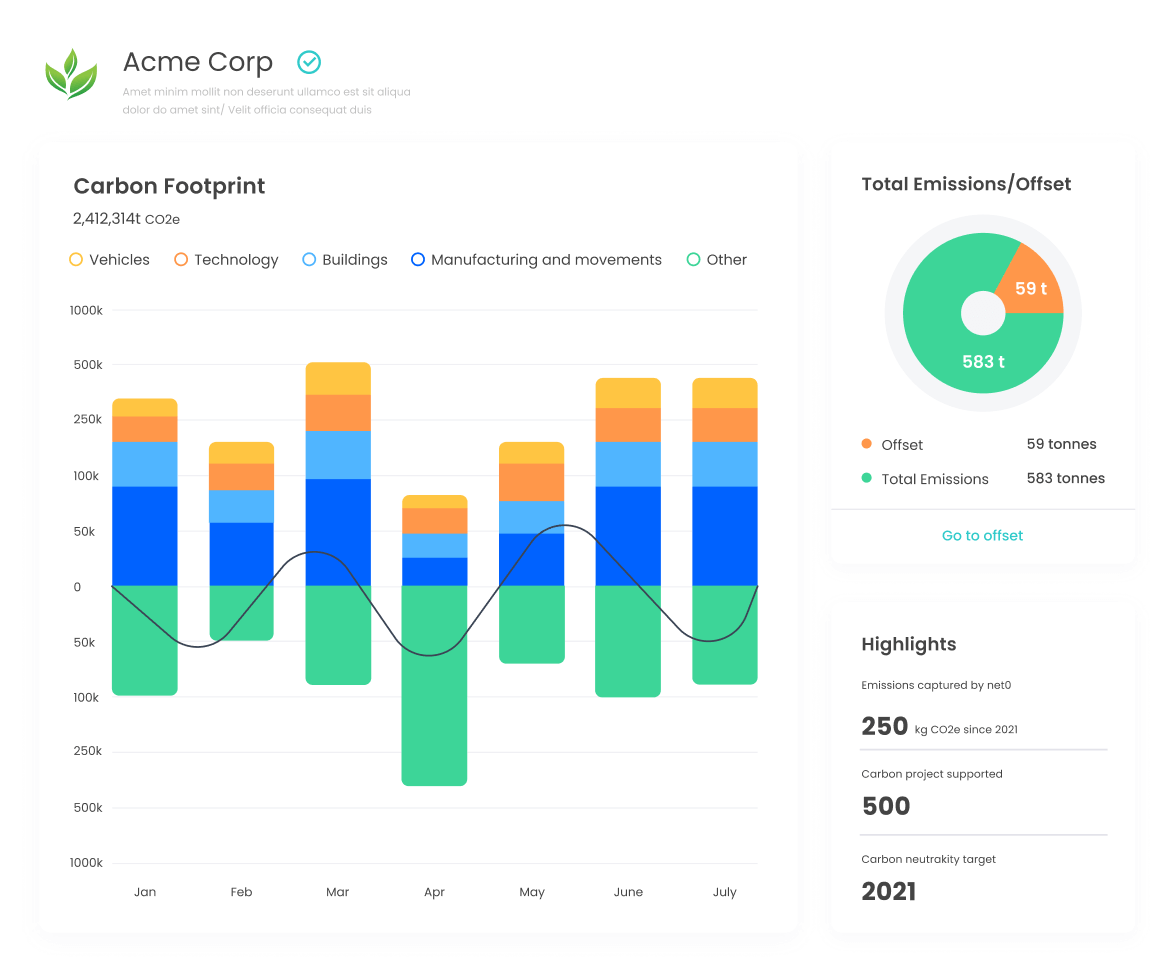 Acme Corp
Amet minim mollit non deserunt ullamco est sit aliqua
dolor do amet sint/ Velit officia consequat duis
Carbon Footprint
2,412,314t CO2e
Vehicles Technology Buildings Manufacturing and movements Other
1000k
500k
250k
100k
50k
0
50k
100k
250k
500k
1000k
Jan Feb Mar Apr May June July
Total Emissions/Offset
59 t
583 t
Offset 59 tonnes
Total Emissions 583 tonnes
Go to offset
Highlights
Emissions captured by net0
250 kg CO2e since 2021
Carbon project supported
500
Carbon neutrakity target
2021